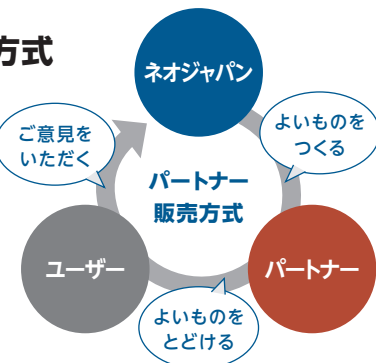 方式
ネオジャパン
ご意見を
いただく
よいものを
つくる
パートナー
販売方式
ユーザー
パートナー
よいものを
とどける